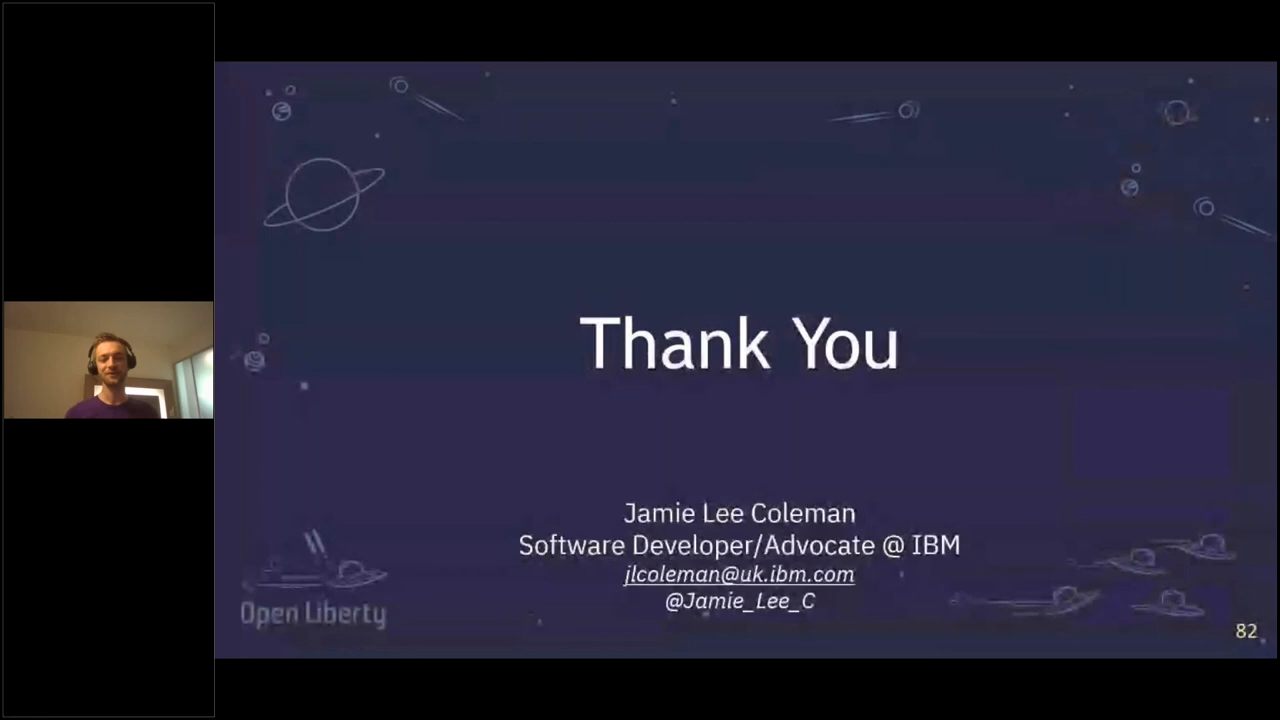 Thank You
Jamie Lee Coleman
Software Developer/Advocate @ IBM
jlcoleman@uk.ibm.com
@Jamie_Lee_C
Open Liberty
82